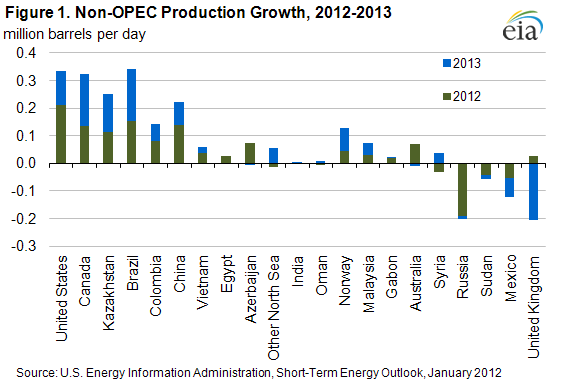 Figure 1. Non-OPEC Production Growth, 2012-2013
million barrels per day
eia
2013
2012
0.4
0.3
0.2
0.1
0.0
-0.1
-0.2
-0.3
United States
Canada
Kazakhstan
Brazil
Colombia
China
Vietnam
Egypt
Azerbaijan
Other North Sea
India
Oman
Norway
Malaysia
Gabon
Australia
Syria
Russia
Sudan
Mexico
United Kingdom
Source: U.S. Energy Information Administration, Short-Term Energy Outlook, January 2012